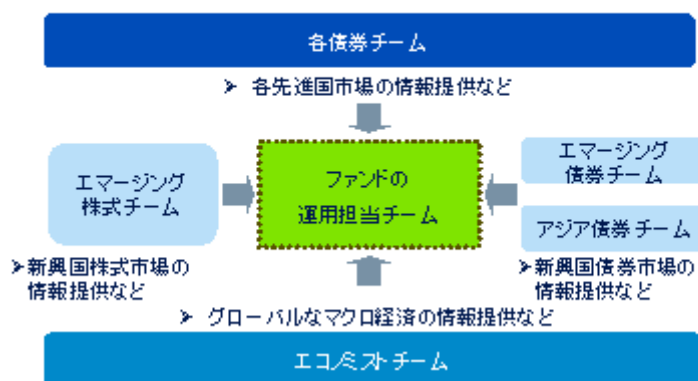 各債券チーム
➤ 各先進国市場の情報提供など
エマージング
株式チーム
ファンドの
運用担当チーム
エマージング
債券チーム
アジア債券チーム
➤新興国株式市場の
情報提供など
➤新興国債券市場の
情報提供など
➤ グローバルなマクロ経済の情報提供など
エコノミストチーム